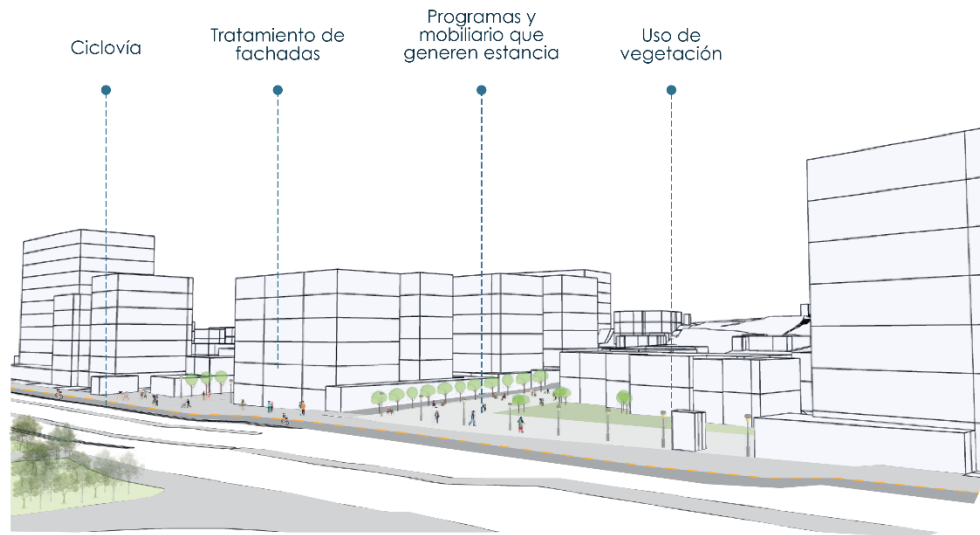 Ciclovía
Tratamiento de
fachadas
Programas y
mobiliario que
generen estancia
Uso de
vegetación